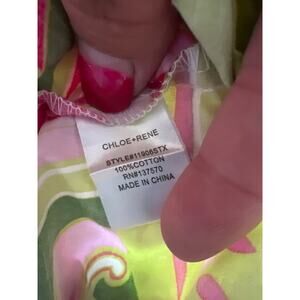 CHLOE+RENE
STYLE#11906STX
100%COTTON
RN#137570
MADE IN CHINA